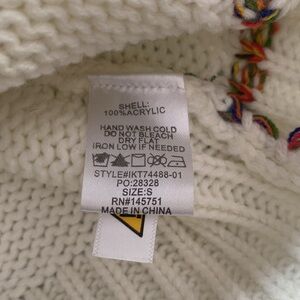 SHELL:
100%ACRYLIC
HAND WASH COLD
DO NOT BLEACH
DRY FLAT
IRON LOW IF NEEDED
STYLE#IKT74488-01
PO:28328
SIZE:S
RN#145751
MADE IN CHINA